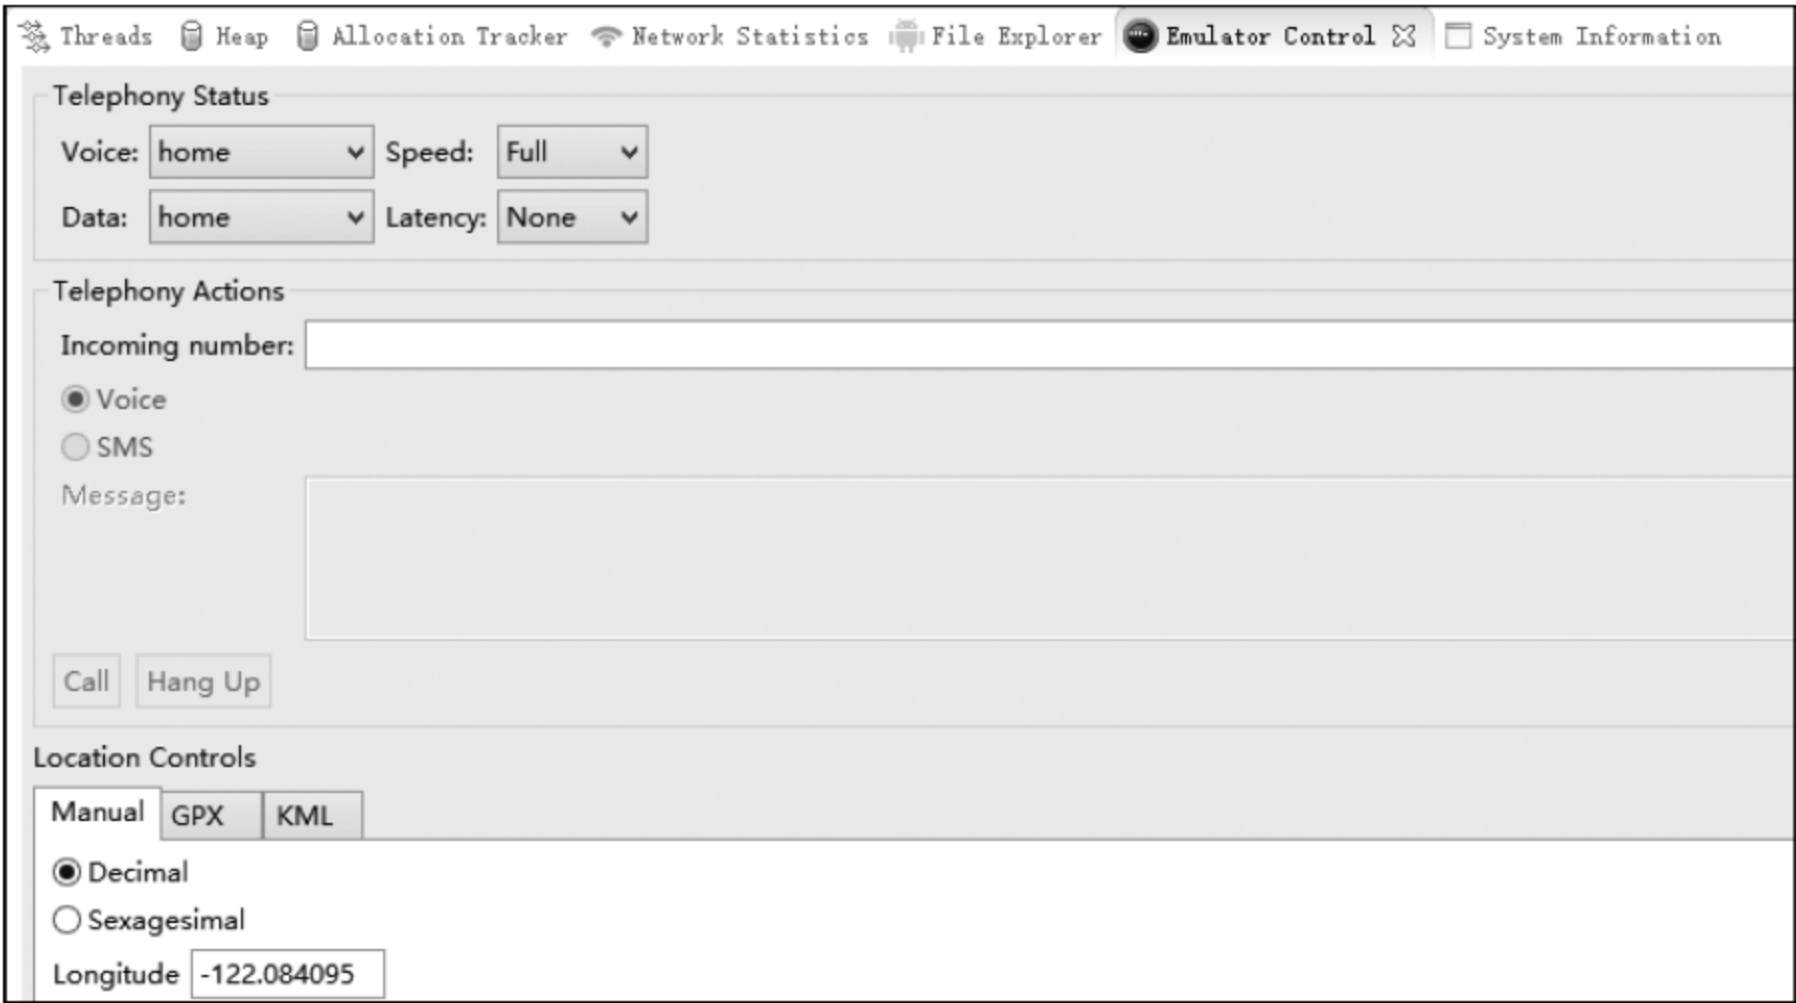 Threads Heap Allocation Tracker Network Statistics File Explorer Emulator Control System Information
Telephony Status
Voice: home Speed: Full
Data: home Latency: None
Telephony Actions
Incoming number:
Voice
SMS
Message:
Call Hang Up
Location Controls
Manual GPX KML
Decimal
Sexagesimal
Longitude -122.084095